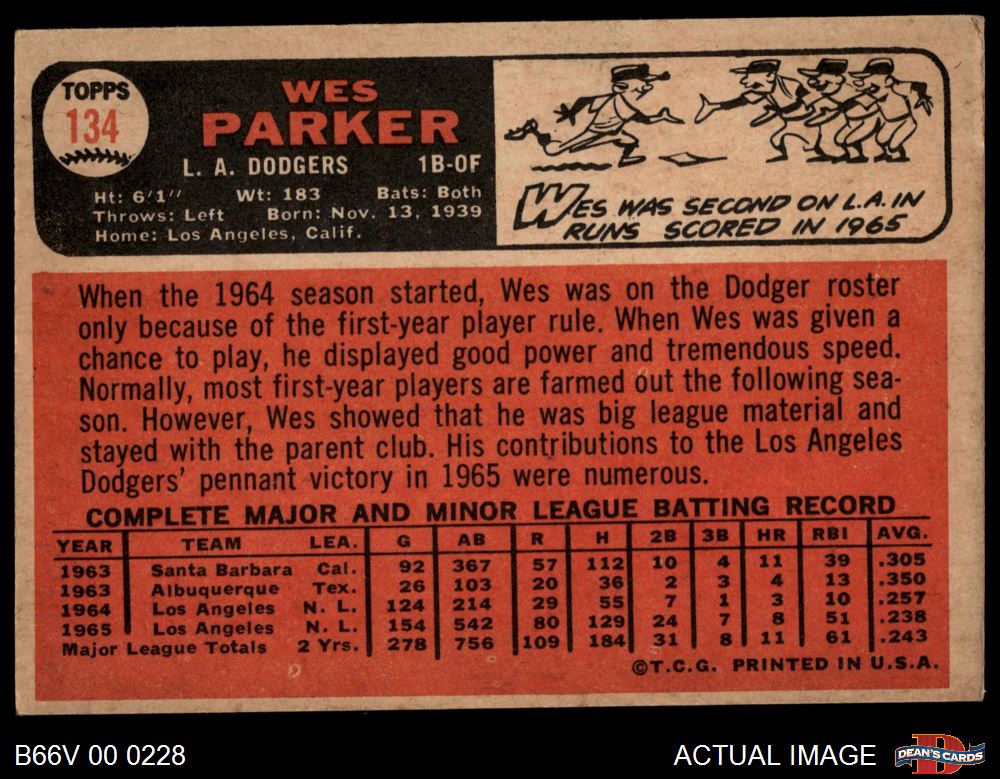 TOPPS
134
WES
PARKER
L. A. DODGERS 1B-OF
Ht: 6'1" Wt: 183 Bats: Both
Throws: Left Born: Nov. 13, 1939
Home: Los Angeles, Calif.
WES WAS SECOND ON L.A. IN
RUNS SCORED IN 1965
When the 1964 season started, Wes was on the Dodger roster
only because of the first-year player rule. When Wes was given a
chance to play, he displayed good power and tremendous speed.
Normally, most first-year players are farmed out the following sea-
son. However, Wes showed that he was big league material and
stayed with the parent club. His contributions to the Los Angeles
Dodgers' pennant victory in 1965 were numerous.
COMPLETE MAJOR AND MINOR LEAGUE BATTING RECORD
YEAR TEAM LEA. G AB R H 2B 3B HR RBI AVG.
1963 Santa Barbara Cal. 92 367 57 112 10 4 11 39 .305
1963 Albuquerque Tex. 26 103 20 36 2 3 4 13 .350
1964 Los Angeles N. L. 124 214 29 55 7 1 3 10 .257
1965 Los Angeles N. L. 154 542 80 129 24 7 8 51 .238
Major League Totals 2 Yrs. 278 756 109 184 31 8 11 61 .243
©T.C.G. PRINTED IN U.S.A.
B66V 00 0228 ACTUAL IMAGE
D
DEAN'S CARDS